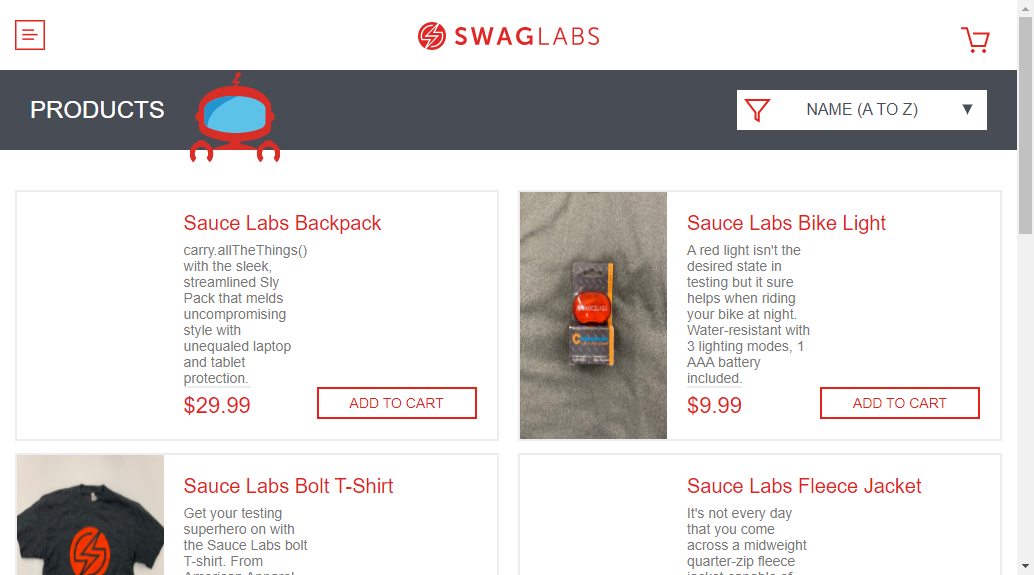 SWAGLABS
PRODUCTS
NAME (A TO Z)
Sauce Labs Backpack
carry.allTheThings()
with the sleek,
streamlined Sly
Pack that melds
uncompromising
style with
unequaled laptop
and tablet
protection.
$29.99
ADD TO CART
Sauce Labs Bike Light
A red light isn't the
desired state in
testing but it sure
helps when riding
your bike at night.
Water-resistant with
3 lighting modes, 1
AAA battery
included.
$9.99
ADD TO CART
Sauce Labs Bolt T-Shirt
Get your testing
superhero on with
the Sauce Labs bolt
T-shirt. From
American Apparel,
Sauce Labs Fleece Jacket
It's not every day
that you come
across a midweight
quarter-zip fleece
jacket capable of